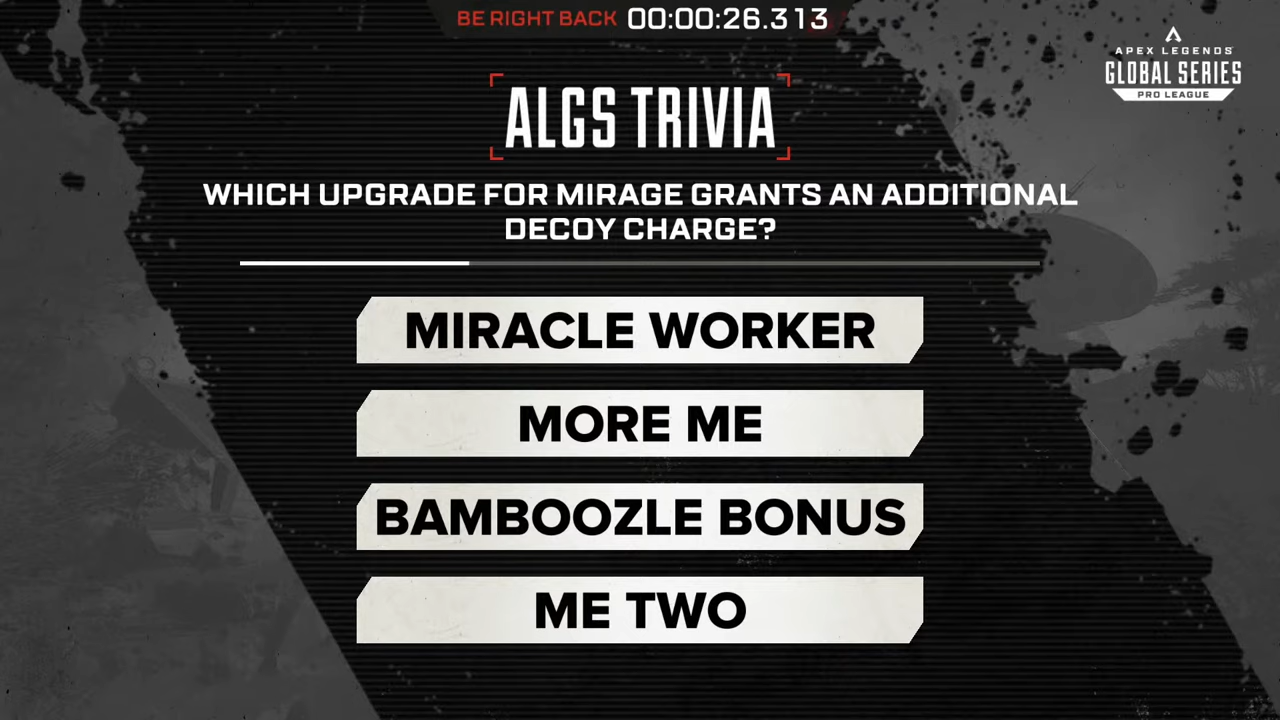 BE RIGHT BACK 00:00:26.313
APEX LEGENDS
GLOBAL SERIES
PRO LEAGUE
ALGS TRIVIA
WHICH UPGRADE FOR MIRAGE GRANTS AN ADDITIONAL
DECOY CHARGE?
MIRACLE WORKER
MORE ME
BAMBOOZLE BONUS
ME TWO